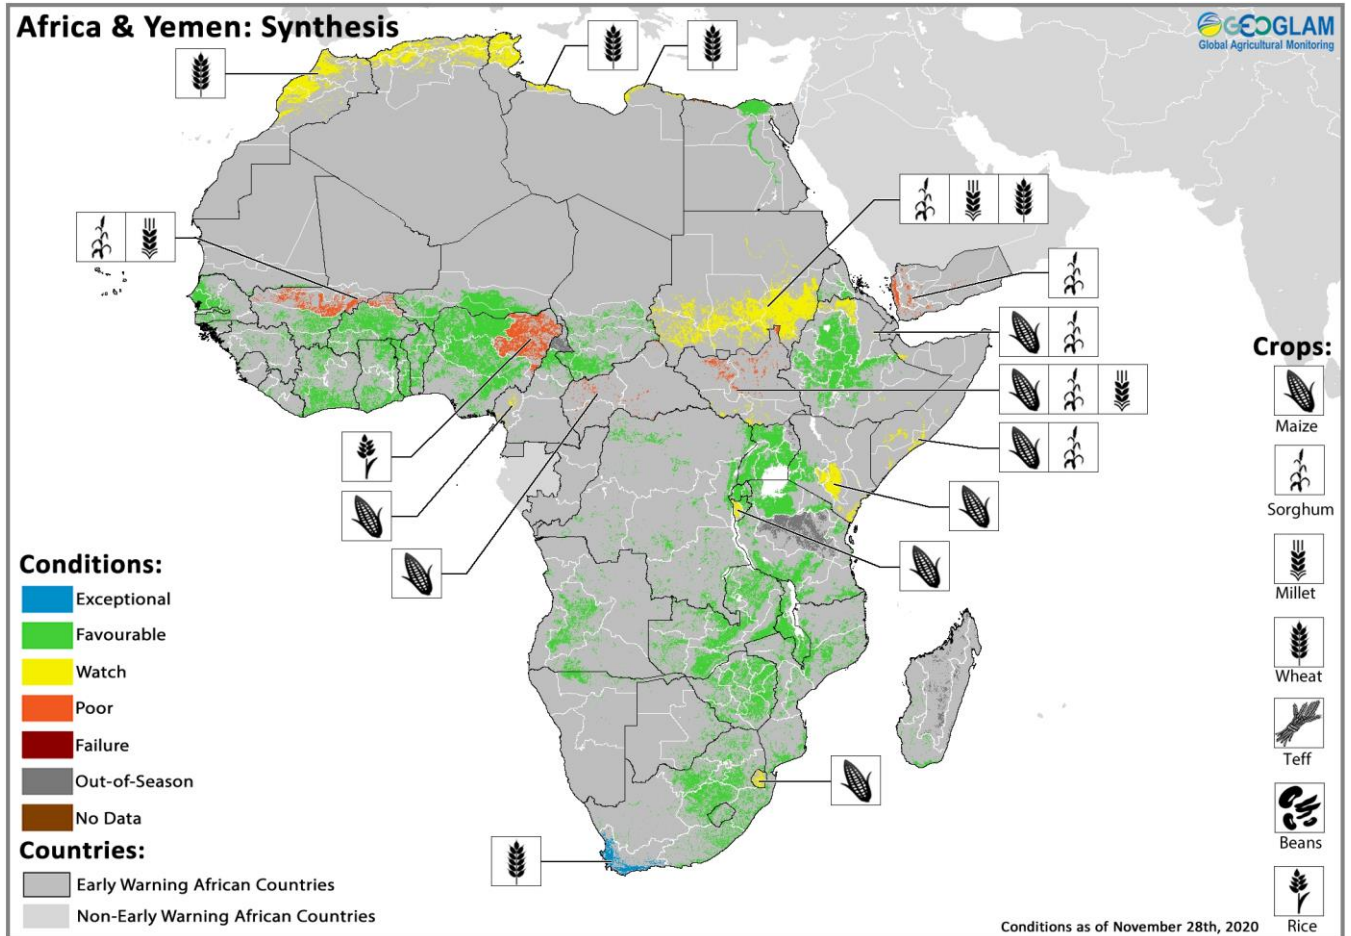 Africa & Yemen: Synthesis
GEOGLAM
Global Agricultural Monitoring
Crops:
Maize
Sorghum
Millet
Wheat
Teff
Beans
Rice
Conditions:
Exceptional
Favourable
Watch
Poor
Failure
Out-of-Season
No Data
Countries:
Early Warning African Countries
Non-Early Warning African Countries
Conditions as of November 28th, 2020